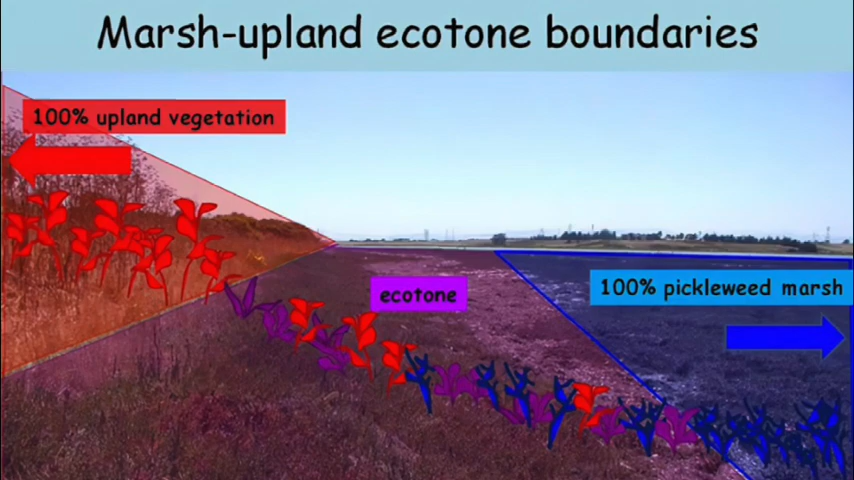 Marsh-upland ecotone boundaries
100% upland vegetation
ecotone
100% pickleweed marsh